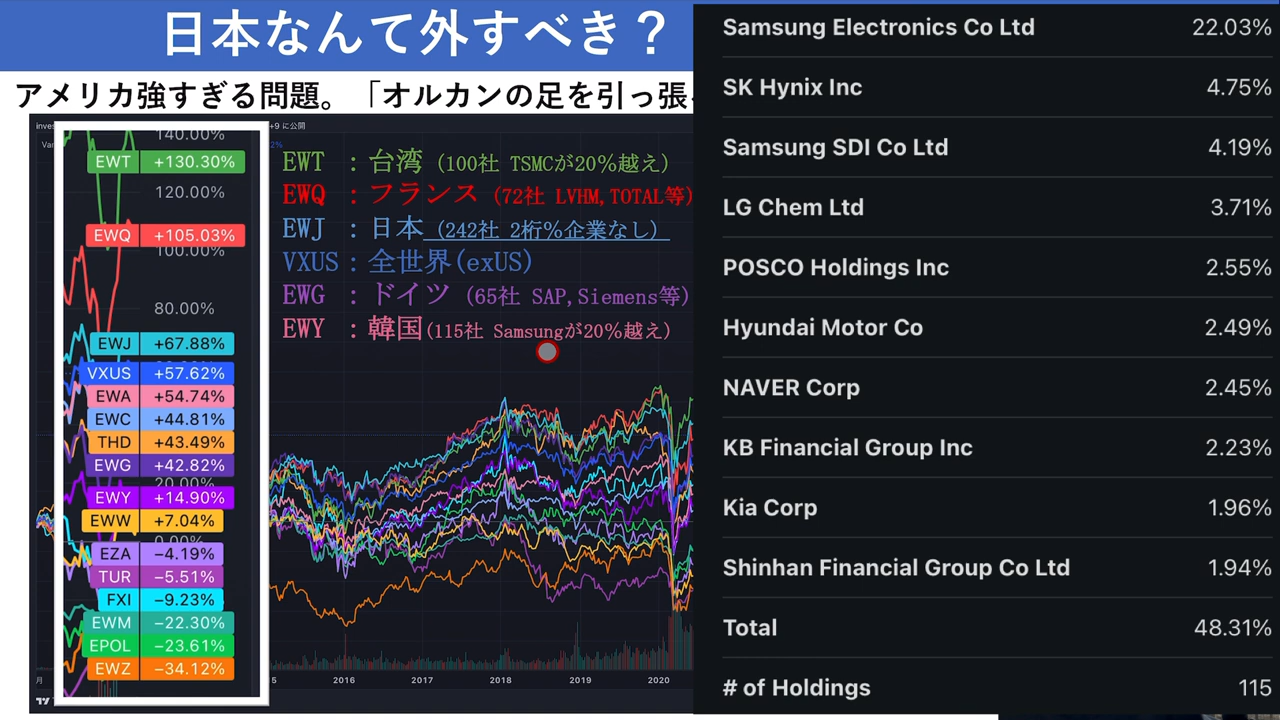 日本なんて外すべき？
アメリカ強すぎる問題。「オルカンの足を引っ張
+9 に公開
140.00%
EWT +130.30%
120.00%
EWQ +105.03%
100.00%
80.00%
EWJ +67.88%
VXUS +57.62%
EWA +54.74%
EWC +44.81%
THD +43.49%
EWG +42.82%
20.00%
EWY +14.90%
EWW +7.04%
0.00%
EZA −4.19%
TUR −5.51%
FXI −9.23%
EWM −22.30%
EPOL −23.61%
EWZ −34.12%
EWT ：台湾 (100社 TSMCが20%越え)
EWQ ：フランス (72社 LVHM,TOTAL等)
EWJ ：日本 (242社 2桁%企業なし)
VXUS：全世界(exUS)
EWG ：ドイツ (65社 SAP,Siemens等)
EWY ：韓国(115社 Samsungが20%越え)
月 5 2016 2017 2018 2019 2020
Samsung Electronics Co Ltd 22.03%
SK Hynix Inc 4.75%
Samsung SDI Co Ltd 4.19%
LG Chem Ltd 3.71%
POSCO Holdings Inc 2.55%
Hyundai Motor Co 2.49%
NAVER Corp 2.45%
KB Financial Group Inc 2.23%
Kia Corp 1.96%
Shinhan Financial Group Co Ltd 1.94%
Total 48.31%
# of Holdings 115